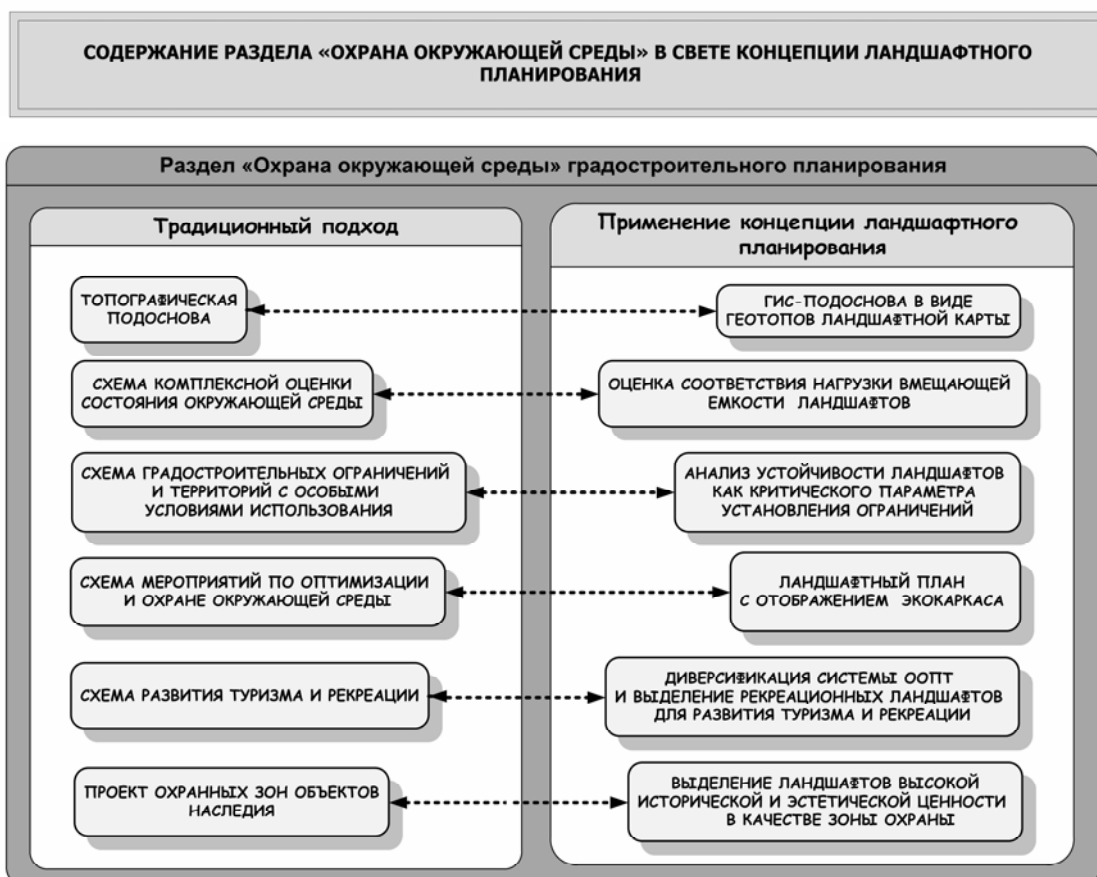 СОДЕРЖАНИЕ РАЗДЕЛА «ОХРАНА ОКРУЖАЮЩЕЙ СРЕДЫ» В СВЕТЕ КОНЦЕПЦИИ ЛАНДШАФТНОГО
ПЛАНИРОВАНИЯ
Раздел «Охрана окружающей среды» градостроительного планирования
Традиционный подход
ТОПОГРАФИЧЕСКАЯ
ПОДОСНОВА
СХЕМА КОМПЛЕКСНОЙ ОЦЕНКИ
СОСТОЯНИЯ ОКРУЖАЮЩЕЙ СРЕДЫ
СХЕМА ГРАДОСТРОИТЕЛЬНЫХ ОГРАНИЧЕНИЙ
И ТЕРРИТОРИЙ С ОСОБЫМИ
УСЛОВИЯМИ ИСПОЛЬЗОВАНИЯ
СХЕМА МЕРОПРИЯТИЙ ПО ОПТИМИЗАЦИИ
И ОХРАНЕ ОКРУЖАЮЩЕЙ СРЕДЫ
СХЕМА РАЗВИТИЯ ТУРИЗМА И РЕКРЕАЦИИ
ПРОЕКТ ОХРАННЫХ ЗОН ОБЪЕКТОВ
НАСЛЕДИЯ
Применение концепции ландшафтного
планирования
ГИС-ПОДОСНОВА В ВИДЕ
ГЕОТОПОВ ЛАНДШАФТНОЙ КАРТЫ
ОЦЕНКА СООТВЕТСТВИЯ НАГРУЗКИ ВМЕЩАЮЩЕЙ
ЕМКОСТИ ЛАНДШАФТОВ
АНАЛИЗ УСТОЙЧИВОСТИ ЛАНДШАФТОВ
КАК КРИТИЧЕСКОГО ПАРАМЕТРА
УСТАНОВЛЕНИЯ ОГРАНИЧЕНИЙ
ЛАНДШАФТНЫЙ ПЛАН
С ОТОБРАЖЕНИЕМ ЭКОКАРКАСА
ДИВЕРСИФИКАЦИЯ СИСТЕМЫ ООПТ
И ВЫДЕЛЕНИЕ РЕКРЕАЦИОННЫХ ЛАНДШАФТОВ
ДЛЯ РАЗВИТИЯ ТУРИЗМА И РЕКРЕАЦИИ
ВЫДЕЛЕНИЕ ЛАНДШАФТОВ ВЫСОКОЙ
ИСТОРИЧЕСКОЙ И ЭСТЕТИЧЕСКОЙ ЦЕННОСТИ
В КАЧЕСТВЕ ЗОНЫ ОХРАНЫ